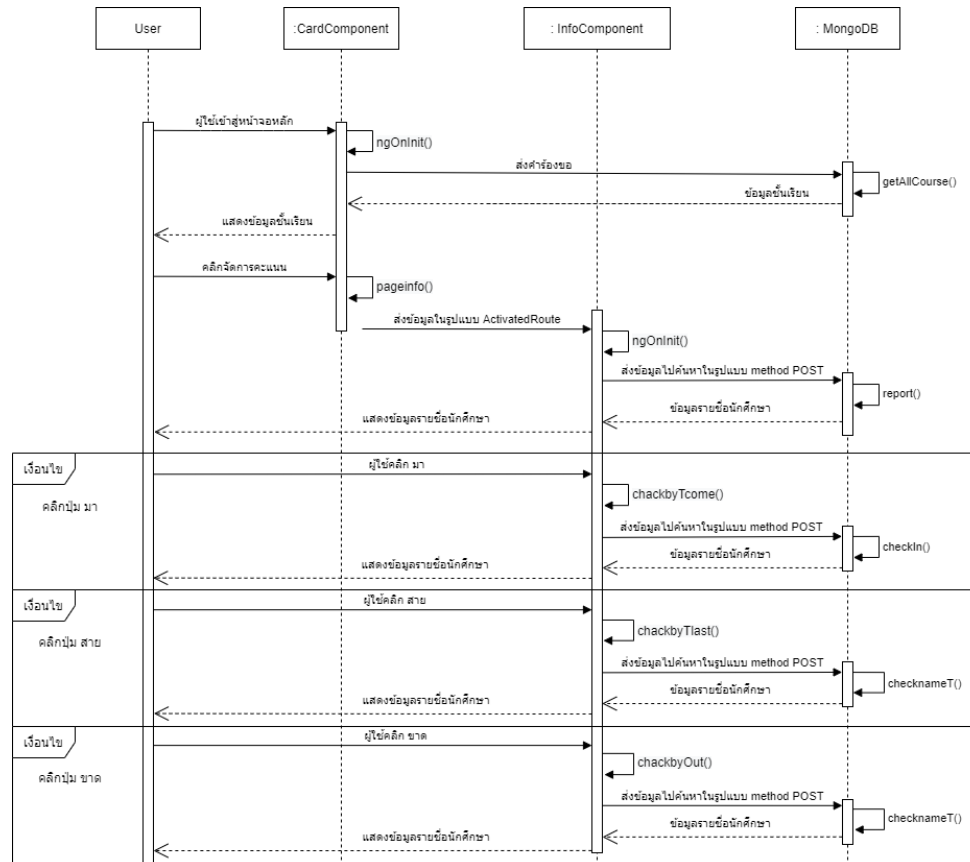 User
:CardComponent
: InfoComponent
: MongoDB
ผู้ใช้เข้าสู่หน้าจอหลัก
ngOnInit()
ส่งคำร้องขอ
getAllCourse()
ข้อมูลชั้นเรียน
แสดงข้อมูลชั้นเรียน
คลิกจัดการคะแนน
pageinfo()
ส่งข้อมูลในรูปแบบ ActivatedRoute
ngOnInit()
ส่งข้อมูลไปค้นหาในรูปแบบ method POST
report()
ข้อมูลรายชื่อนักศึกษา
แสดงข้อมูลรายชื่อนักศึกษา
เงื่อนไข
ผู้ใช้คลิก มา
คลิกปุ่ม มา
chackbyTcome()
ส่งข้อมูลไปค้นหาในรูปแบบ method POST
checkIn()
ข้อมูลรายชื่อนักศึกษา
แสดงข้อมูลรายชื่อนักศึกษา
เงื่อนไข
ผู้ใช้คลิก สาย
คลิกปุ่ม สาย
chackbyTlast()
ส่งข้อมูลไปค้นหาในรูปแบบ method POST
checknameT()
ข้อมูลรายชื่อนักศึกษา
แสดงข้อมูลรายชื่อนักศึกษา
เงื่อนไข
ผู้ใช้คลิก ขาด
คลิกปุ่ม ขาด
chackbyOut()
ส่งข้อมูลไปค้นหาในรูปแบบ method POST
checknameT()
ข้อมูลรายชื่อนักศึกษา
แสดงข้อมูลรายชื่อนักศึกษา